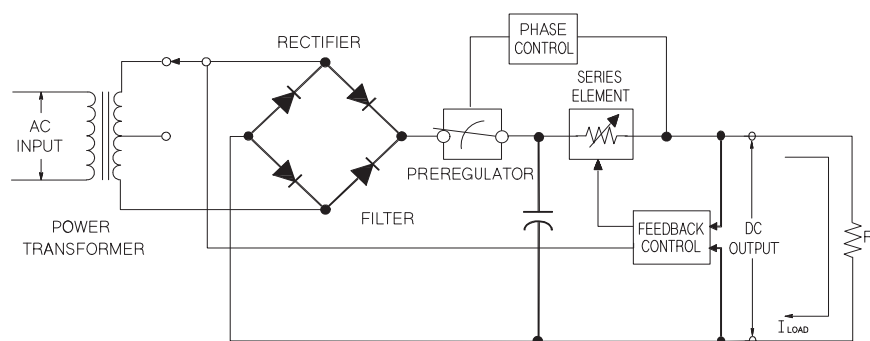 PHASE
CONTROL
RECTIFIER
SERIES
ELEMENT
AC
INPUT
PREREGULATOR
FILTER
POWER
TRANSFORMER
FEEDBACK
CONTROL
DC
OUTPUT
I LOAD